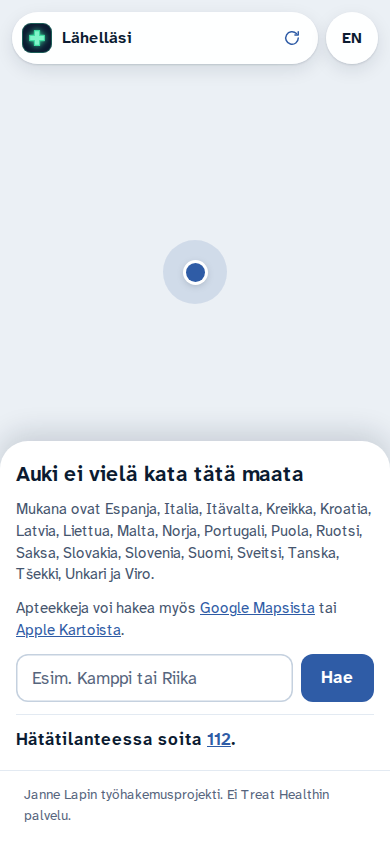 Lähelläsi
EN
Auki ei vielä kata tätä maata
Mukana ovat Espanja, Italia, Itävalta, Kreikka, Kroatia,
Latvia, Liettua, Malta, Norja, Portugali, Puola, Ruotsi,
Saksa, Slovakia, Slovenia, Suomi, Sveitsi, Tanska,
Tšekki, Unkari ja Viro.
Apteekkeja voi hakea myös Google Mapsista tai
Apple Kartoista.
Esim. Kamppi tai Riika
Hae
Hätätilanteessa soita 112.
Janne Lapin työhakemusprojekti. Ei Treat Healthin
palvelu.